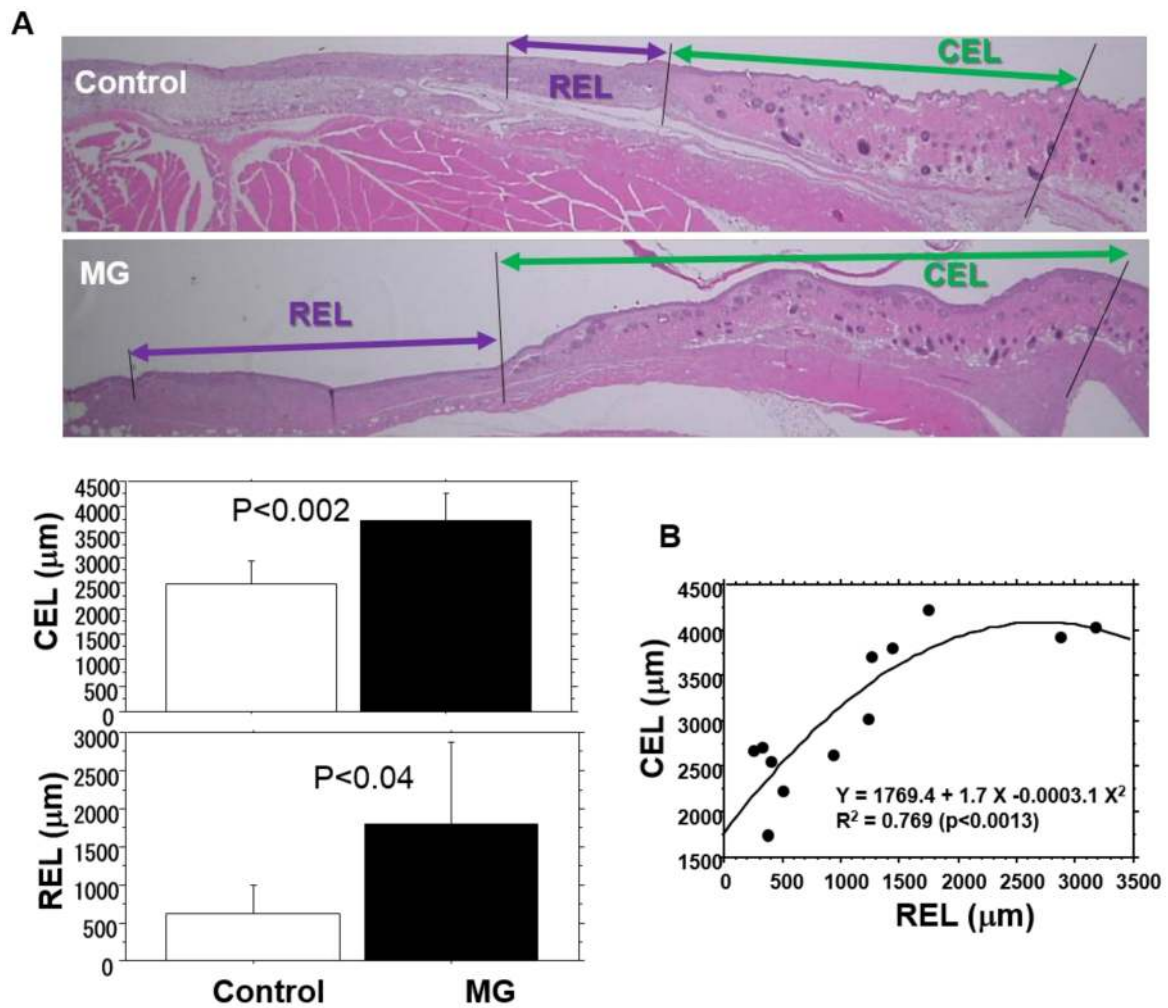 A
Control
REL
CEL
MG
REL
CEL
4500
4000
3500
3000
2500
2000
1500
1000
500
0
CEL (μm)
P<0.002
3000
2500
2000
1500
1000
500
0
REL (μm)
P<0.04
Control MG
B
4500
4000
3500
3000
2500
2000
1500
CEL (μm)
Y = 1769.4 + 1.7 X -0.0003.1 X²
R² = 0.769 (p<0.0013)
0 500 1000 1500 2000 2500 3000 3500
REL (μm)